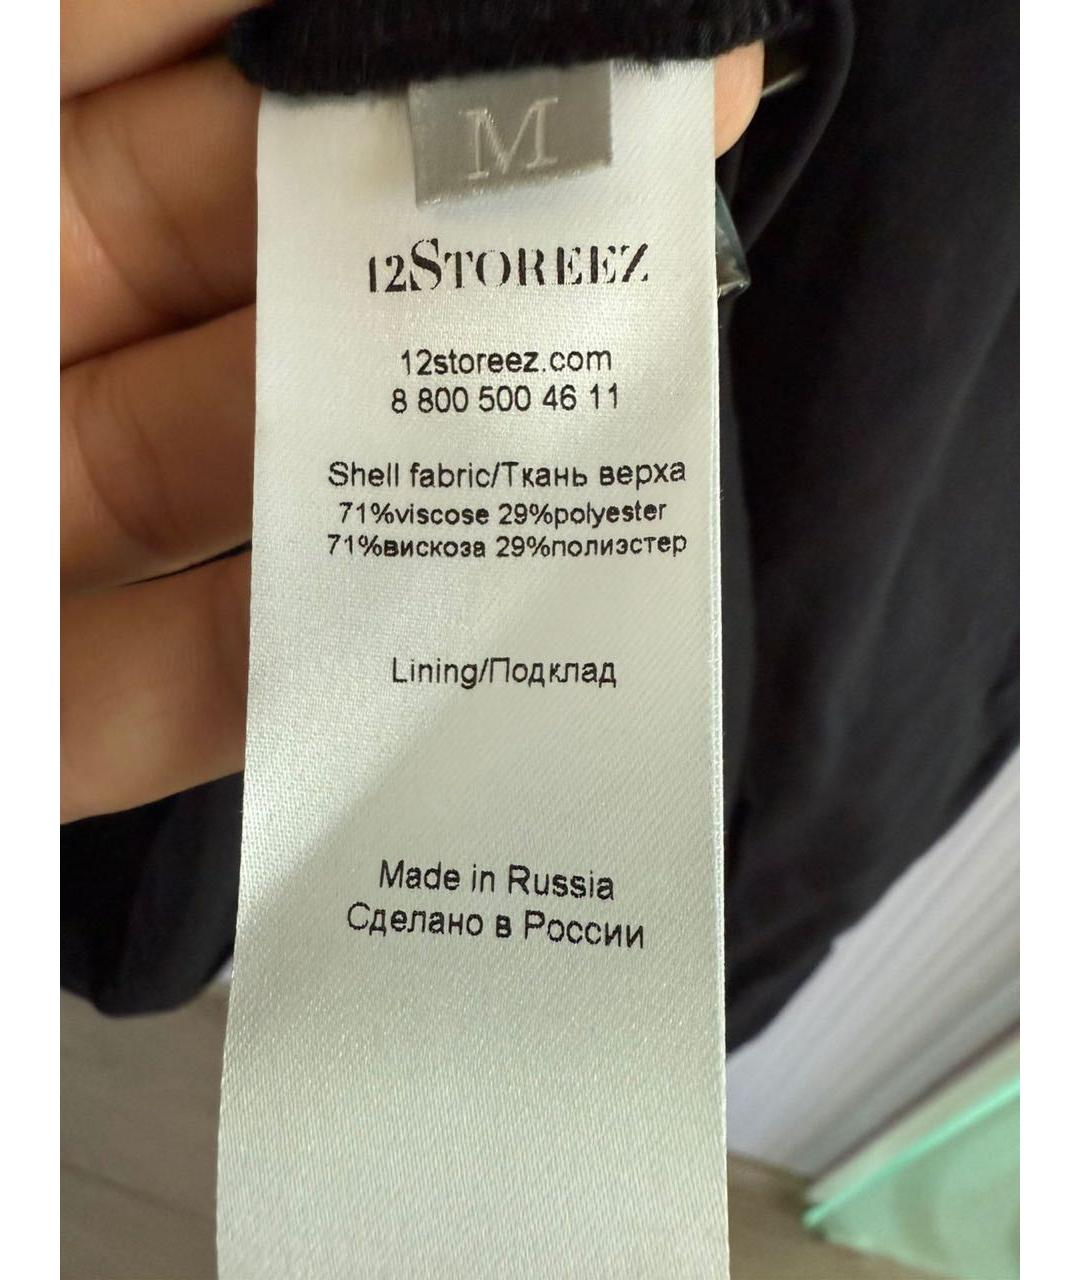 M
12STOREEZ
12storeez.com
8 800 500 46 11
Shell fabric/Ткань верха
71%viscose 29%polyester
71%вискоза 29%полиэстер
Lining/Подклад
Made in Russia
Сделано в России